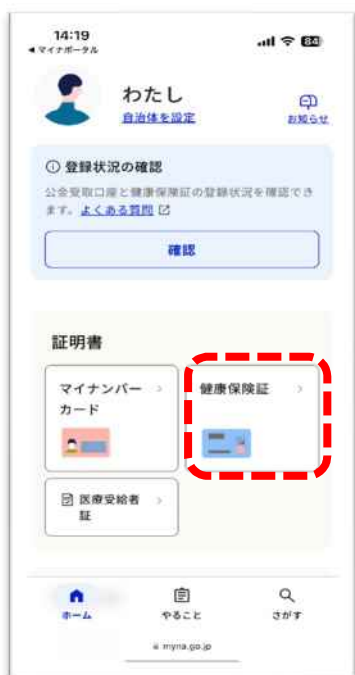 14:19
84
◀マイナポータル
わたし
自治体を設定
お知らせ
登録状況の確認
公金受取口座と健康保険証の登録状況を確認でき
ます。よくある質問
確認
証明書
マイナンバー
カード
健康保険証
医療受給者
証
ホーム
やること
さがす
myna.go.jp